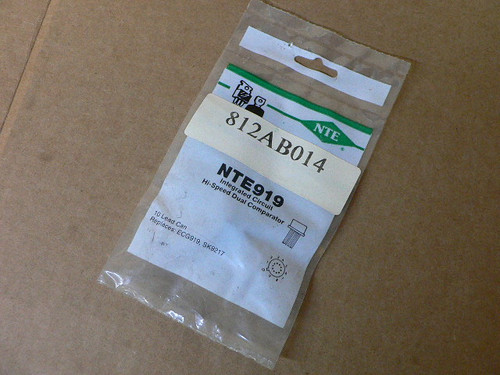 NTE
812AB014
NTE919
Integrated Circuit
Hi-Speed Dual Comparator
10 Lead Can
Replaces: ECG919, SK9217